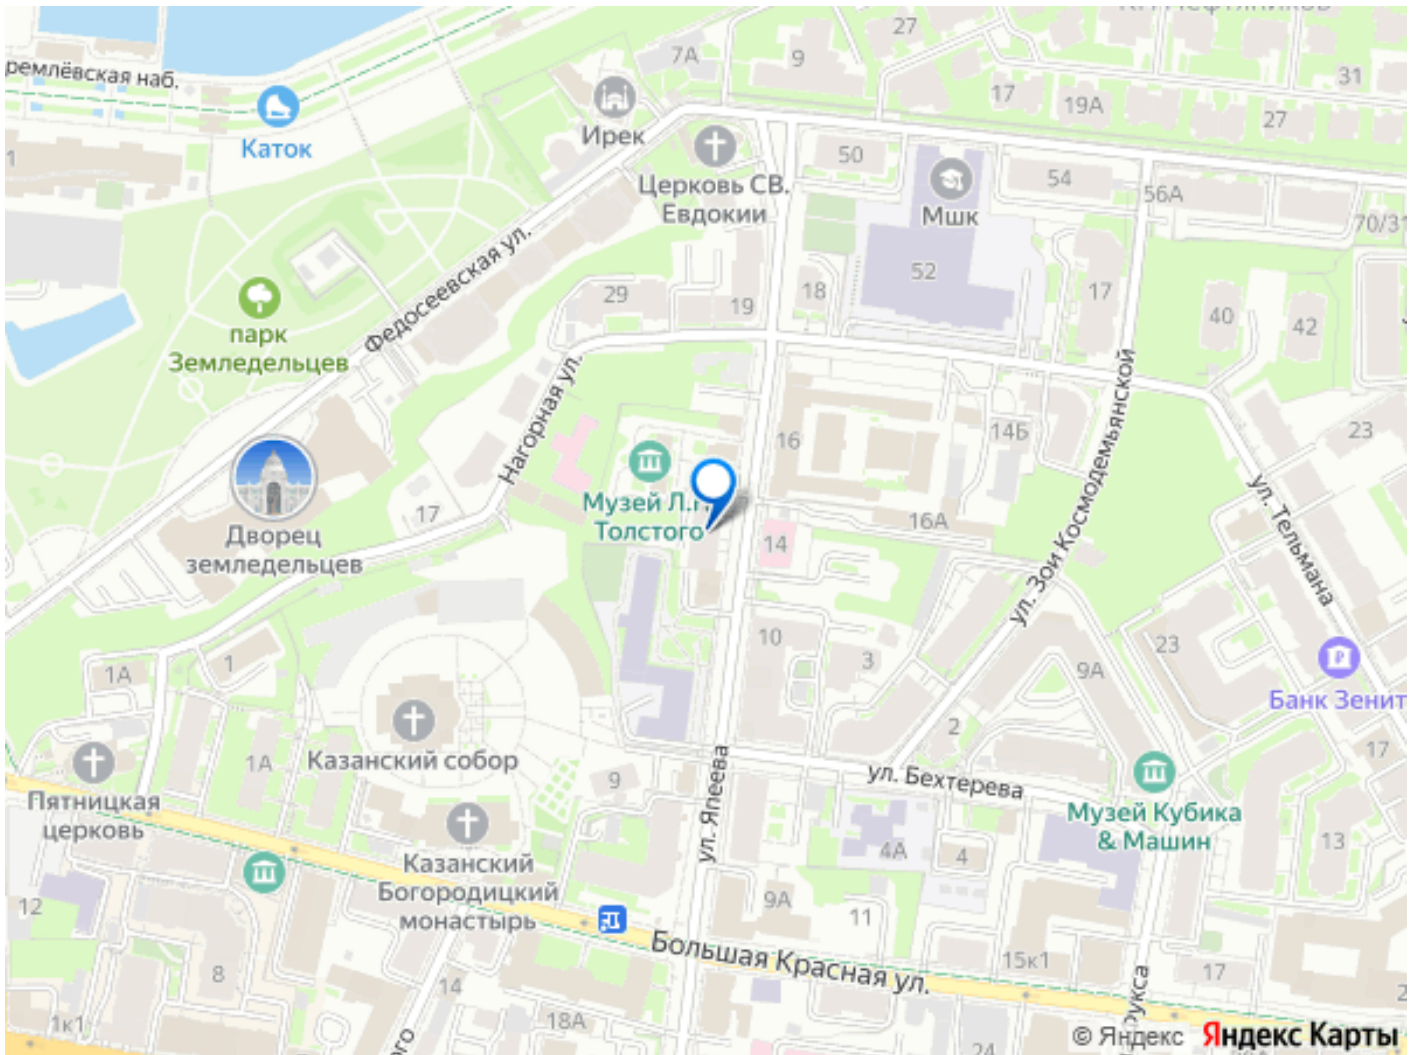 27
7А
9
31
ремлёвская наб.
17
19А
27
Каток
Ирек
50
1
Церковь СВ.
Евдокии
Мшк
54
56А
70/31
Федосеевская ул.
52
29
19
18
17
40
42
парк
Земледельцев
Нагорная ул.
16
14Б
23
Музей Л.Н
Толстого
17
16А
14
Дворец
земледельцев
ул. Зои Космодемьянской
ул. Тельмана
10
3
23
9А
1
1А
Банк Зенит
2
17
Казанский собор
1А
9
ул. Япеева
ул. Бехтерева
Пятницкая
церковь
Музей Кубика
& Машин
4А
4
13
Казанский
Богородицкий
монастырь
12
9А
11
Большая Красная ул.
15к1
17
8
14
1к1
18А
ого
рукса
2
24
© Яндекс Яндекс Карты